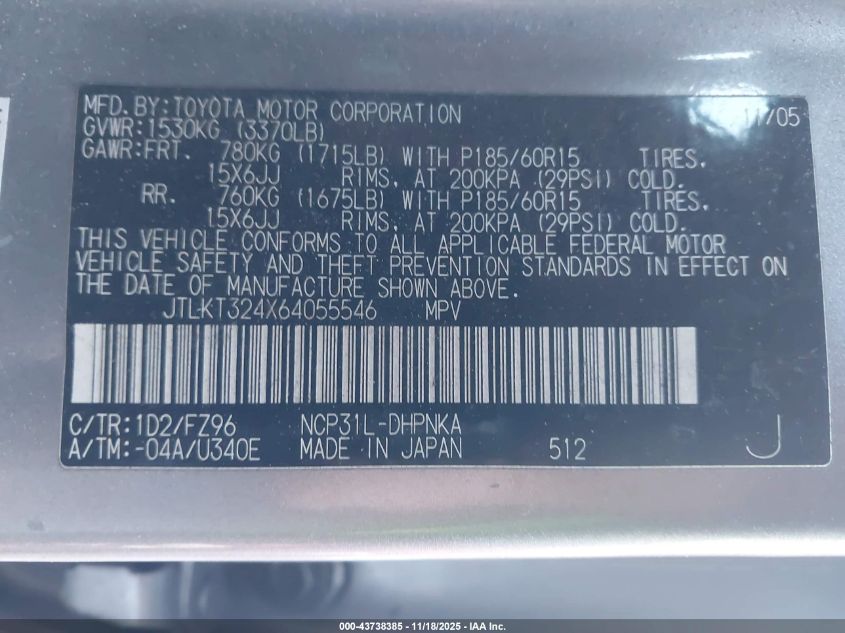 MFD. BY: TOYOTA MOTOR CORPORATION 11/05
GVWR: 1530KG (3370LB)
GAWR: FRT. 780KG (1715LB) WITH P185/60R15 TIRES,
15X6JJ RIMS, AT 200KPA (29PSI) COLD.
RR. 760KG (1675LB) WITH P185/60R15 TIRES,
15X6JJ RIMS, AT 200KPA (29PSI) COLD.
THIS VEHICLE CONFORMS TO ALL APPLICABLE FEDERAL MOTOR
VEHICLE SAFETY AND THEFT PREVENTION STANDARDS IN EFFECT ON
THE DATE OF MANUFACTURE SHOWN ABOVE.
JTLKT324X64055546 MPV
C/TR: 1D2/FZ96 NCP31L-DHPNKA
A/TM: -04A/U340E MADE IN JAPAN 512 J
000-43738385 - 11/18/2025 - IAA Inc.